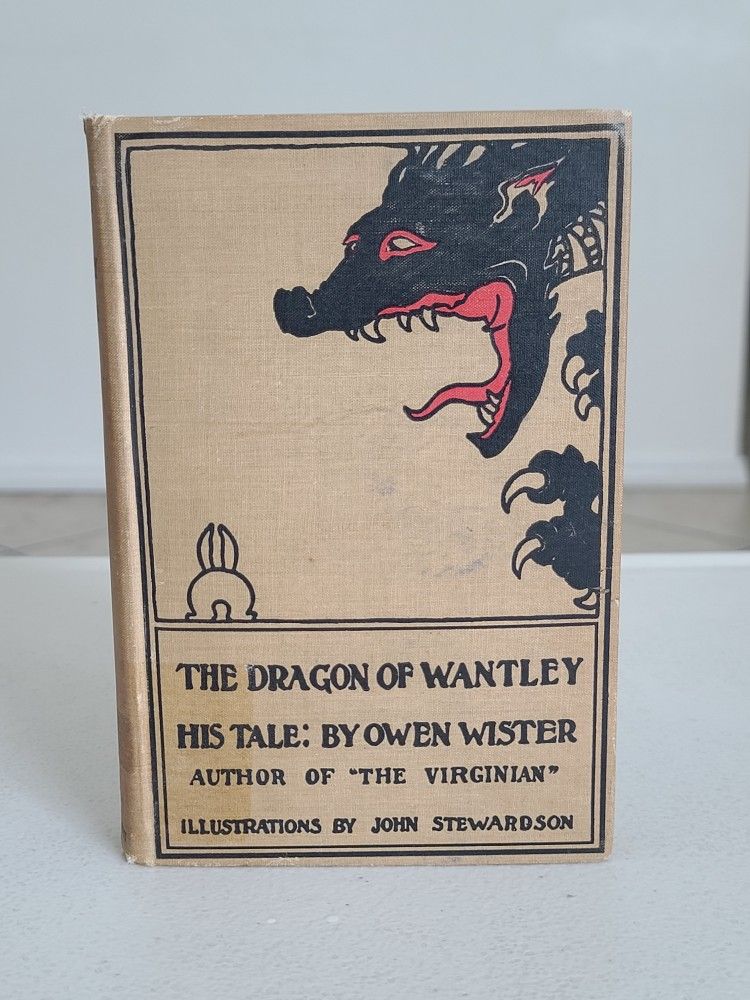 THE DRAGON OF WANTLEY
HIS TALE: BY OWEN WISTER
AUTHOR OF "THE VIRGINIAN"
ILLUSTRATIONS BY JOHN STEWARDSON